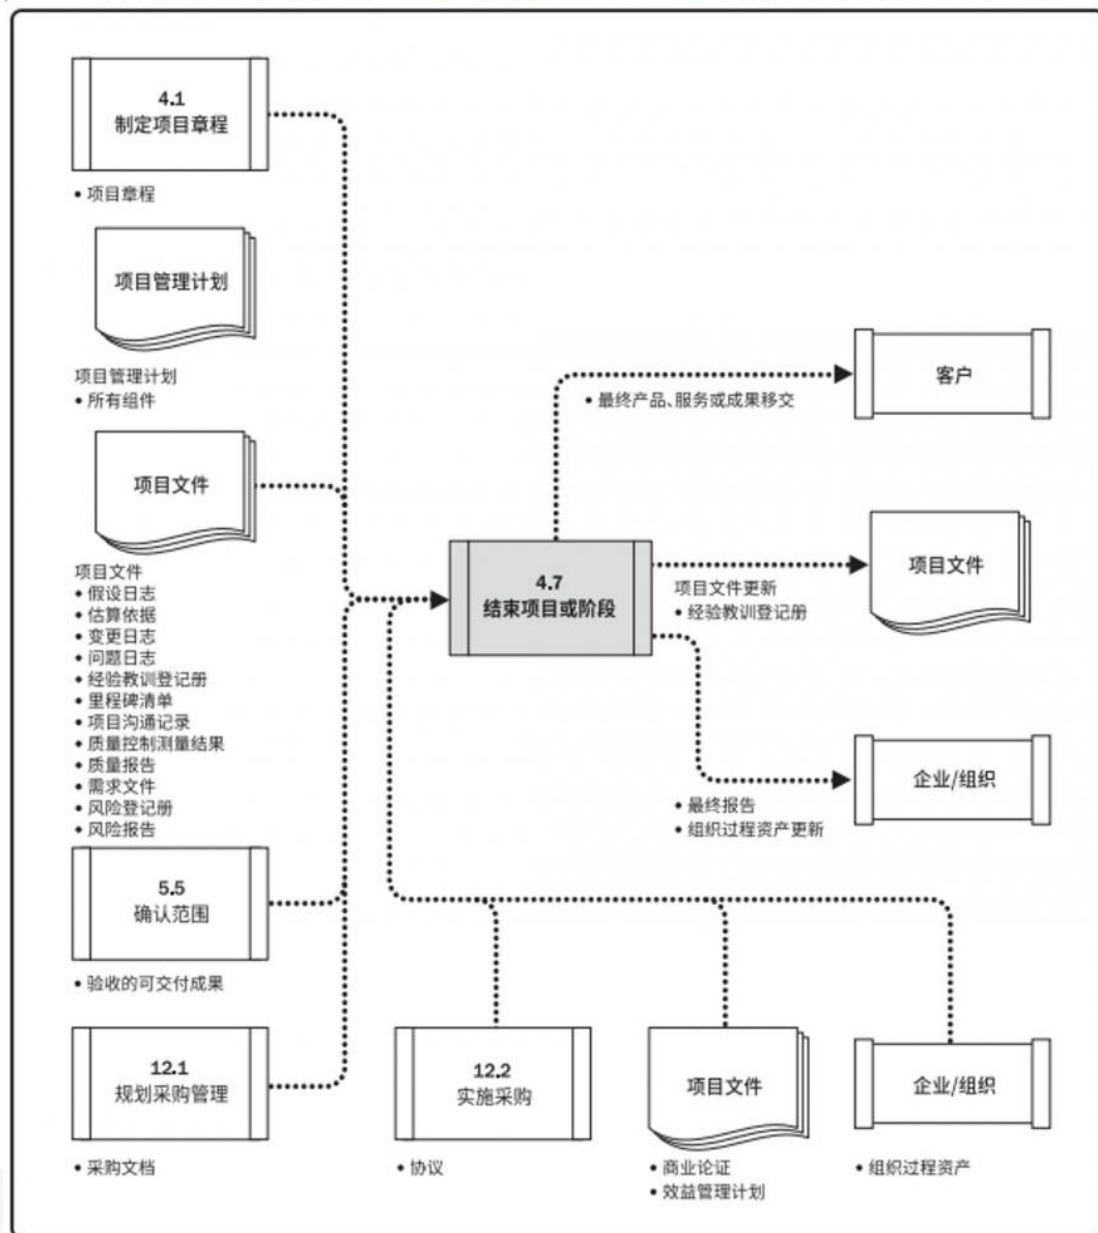 4.1
制定项目章程
• 项目章程
项目管理计划
项目管理计划
• 所有组件
项目文件
项目文件
• 假设日志
• 估算依据
• 变更日志
• 问题日志
• 经验教训登记册
• 里程碑清单
• 项目沟通记录
• 质量控制测量结果
• 质量报告
• 需求文件
• 风险登记册
• 风险报告
5.5
确认范围
• 验收的可交付成果
12.1
规划采购管理
• 采购文档
4.7
结束项目或阶段
客户
• 最终产品、服务或成果移交
项目文件
项目文件更新
• 经验教训登记册
企业/组织
• 最终报告
• 组织过程资产更新
12.2
实施采购
• 协议
项目文件
• 商业论证
• 效益管理计划
企业/组织
• 组织过程资产